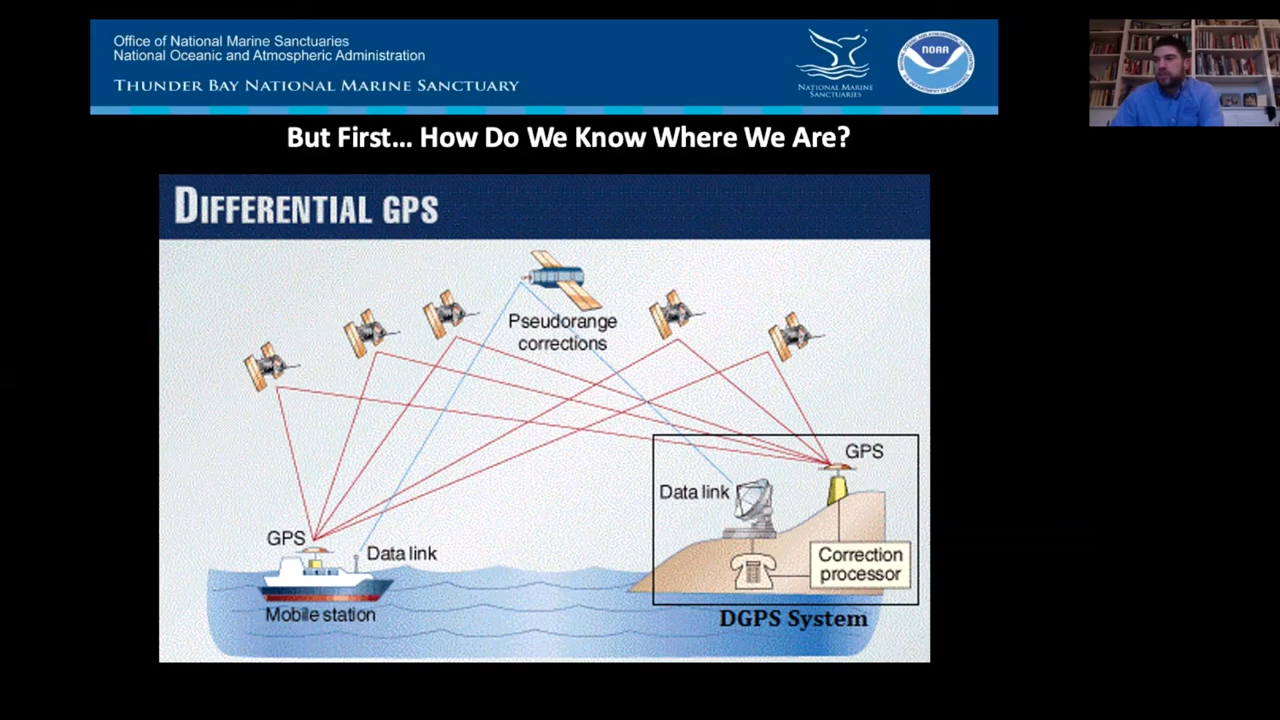 Office of National Marine Sanctuaries
National Oceanic and Atmospheric Administration
THUNDER BAY NATIONAL MARINE SANCTUARY
NATIONAL MARINE
SANCTUARIES
NOAA
But First... How Do We Know Where We Are?
DIFFERENTIAL GPS
Pseudorange
corrections
GPS
Data link
GPS
Data link
Correction
processor
Mobile station
DGPS System